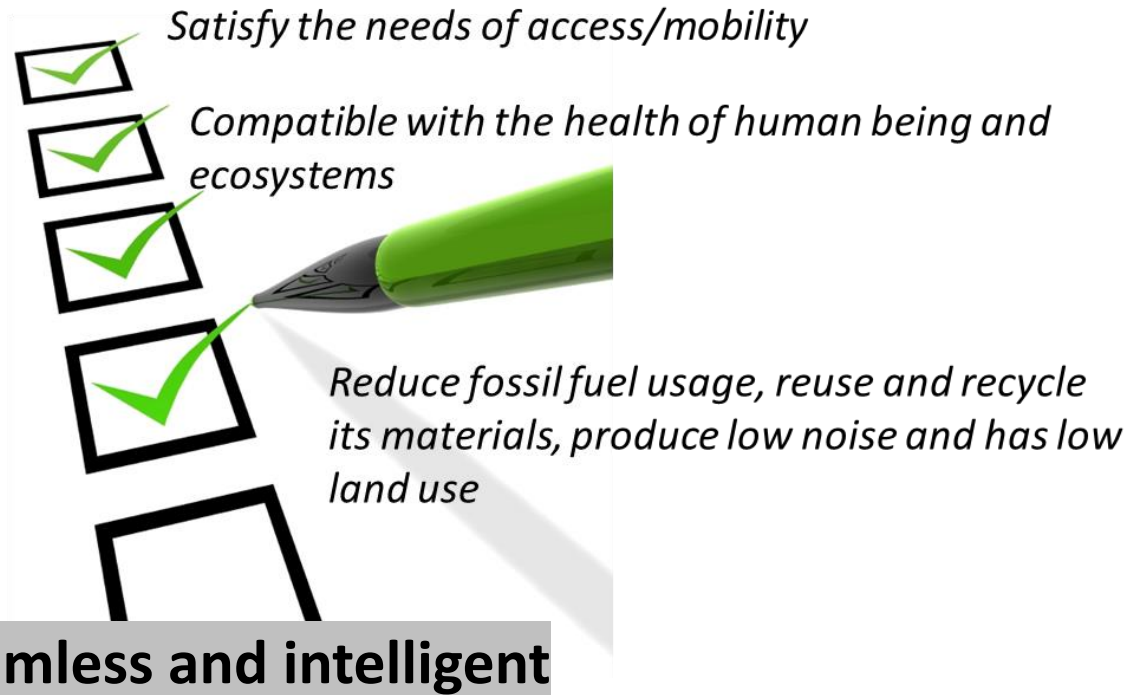 Satisfy the needs of access/mobility
Compatible with the health of human being and
ecosystems
Reduce fossil fuel usage, reuse and recycle
its materials, produce low noise and has low
land use
mless and intelligent